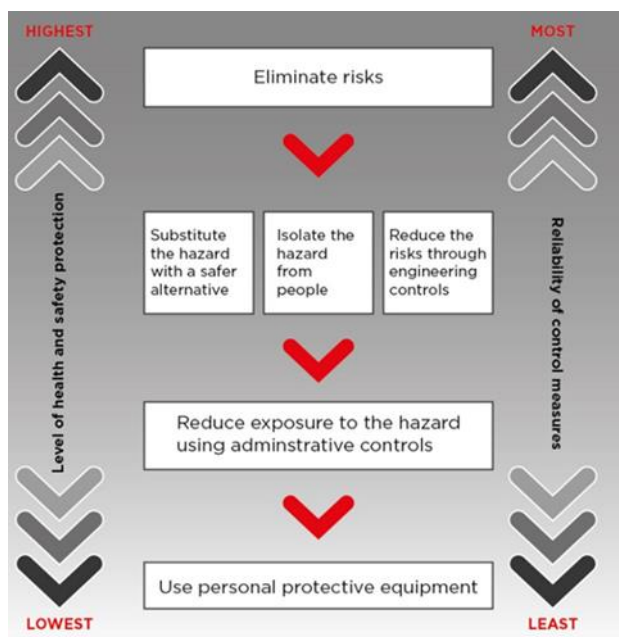 HIGHEST
MOST
Eliminate risks
Substitute
the hazard
with a safer
alternative
Isolate the
hazard
from
people
Reduce the
risks through
engineering
controls
Level of health and safety protection
Reliability of control measures
Reduce exposure to the hazard
using adminstrative controls
Use personal protective equipment
LOWEST
LEAST